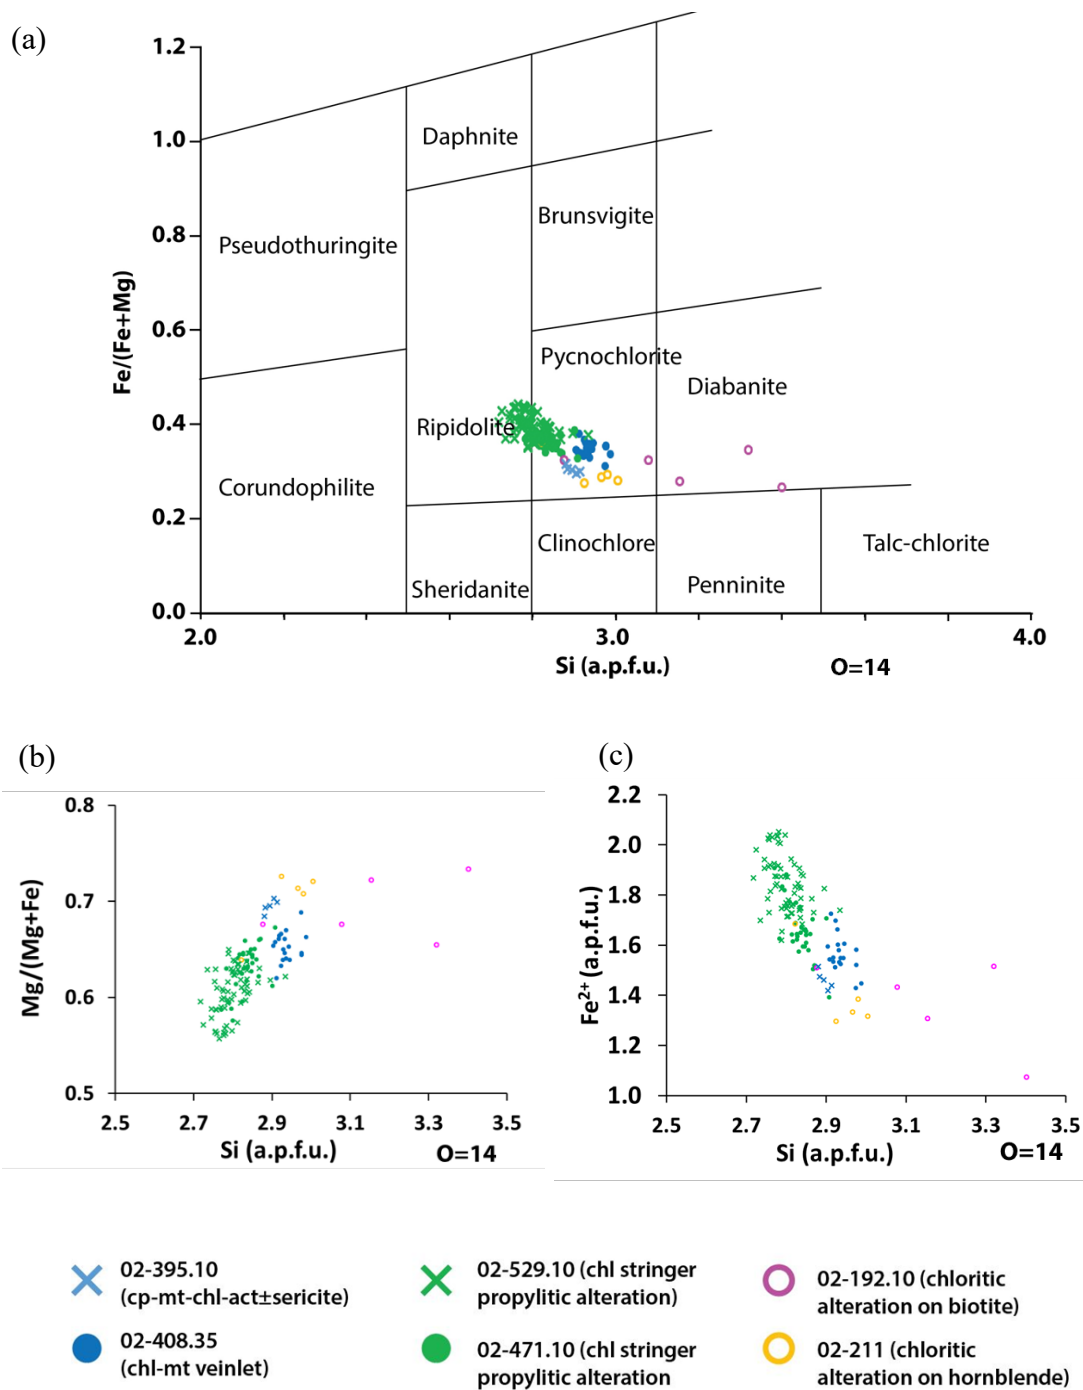 (a)
1.2
1.0
0.8
0.6
0.4
0.2
0.0
Fe/(Fe+Mg)
Daphnite
Brunsvigite
Pseudothuringite
Pycnochlorite
Diabanite
Ripidolite
Corundophilite
Clinochlore
Talc-chlorite
Sheridanite
Penninite
2.0 3.0 4.0
Si (a.p.f.u.) O=14
(b)
0.8
0.7
0.6
0.5
Mg/(Mg+Fe)
2.5 2.7 2.9 3.1 3.3 3.5
Si (a.p.f.u.) O=14
(c)
2.2
2.0
1.8
1.6
1.4
1.2
1.0
Fe²⁺ (a.p.f.u.)
2.5 2.7 2.9 3.1 3.3 3.5
Si (a.p.f.u.) O=14
02-395.10
(cp-mt-chl-act±sericite)
02-408.35
(chl-mt veinlet)
02-529.10 (chl stringer
propylitic alteration)
02-471.10 (chl stringer
propylitic alteration
02-192.10 (chloritic
alteration on biotite)
02-211 (chloritic
alteration on hornblende)